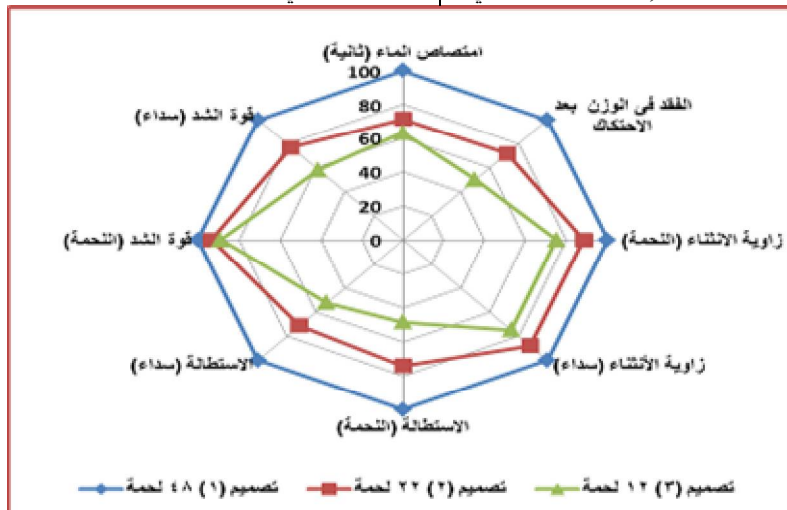 امتصاص الماء (ثانية)
الفقد فى الوزن بعد
الاحتكاك
زاوية الانثناء (اللحمة)
زاوية الأنثناء (سداء)
الاستطالة (اللحمة)
الاستطالة (سداء)
قوة الشد (اللحمة)
قوة الشد (سداء)
100
80
60
40
20
0
تصميم (١) ٤٨ لحمة
تصميم (٢) ٢٢ لحمة
تصميم (٣) ١٢ لحمة